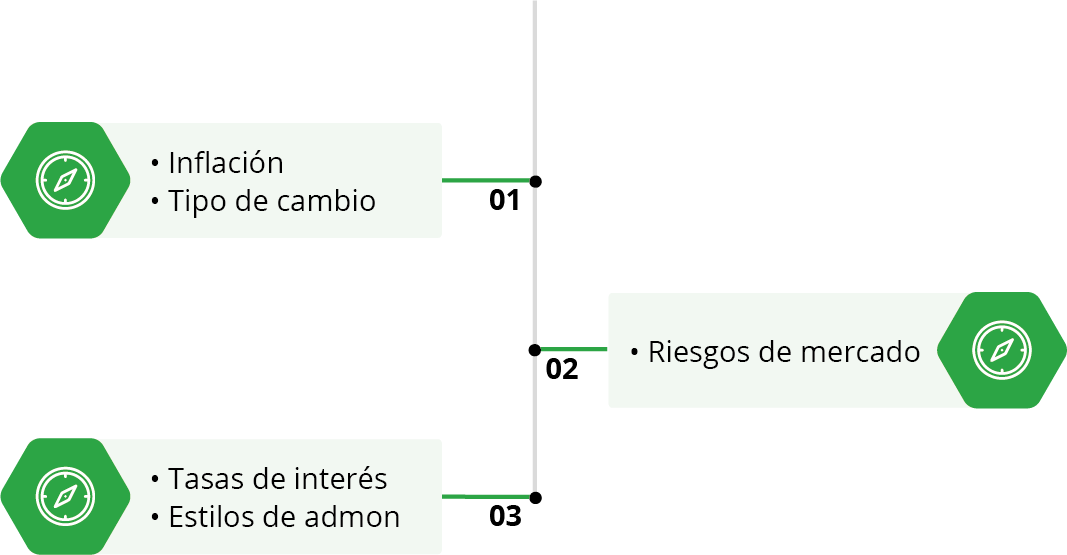 • Inflación
• Tipo de cambio
01
• Riesgos de mercado
02
• Tasas de interés
• Estilos de admon
03